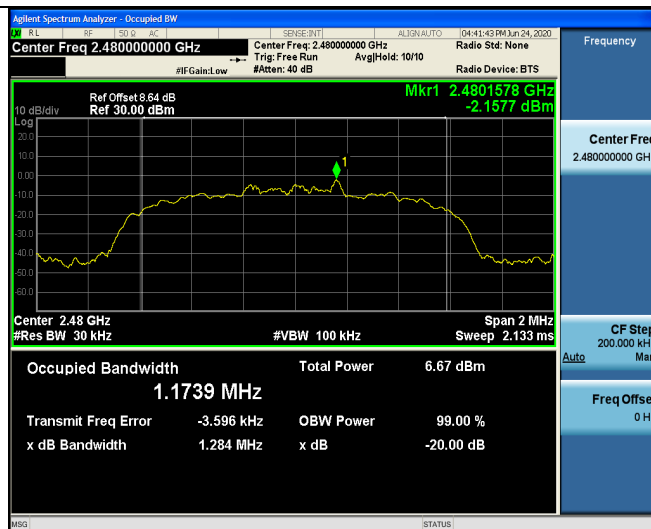 Agilent Spectrum Analyzer - Occupied BW
LXI RL RF 50 Ω AC SENSE:INT ALIGN AUTO 04:41:43 PM Jun 24, 2020
Center Freq 2.480000000 GHz
Center Freq: 2.480000000 GHz
Radio Std: None
Trig: Free Run Avg|Hold: 10/10
#IFGain:Low
#Atten: 40 dB
Radio Device: BTS
Frequency
Ref Offset 8.64 dB
Mkr1 2.4801578 GHz
10 dB/div
Ref 30.00 dBm
-2.1577 dBm
Log
20.0
10.0
0.00
-10.0
-20.0
-30.0
-40.0
-50.0
-60.0
1
Center 2.48 GHz
Span 2 MHz
#Res BW 30 kHz
#VBW 100 kHz
Sweep 2.133 ms
Occupied Bandwidth
Total Power 6.67 dBm
1.1739 MHz
Transmit Freq Error -3.596 kHz
OBW Power 99.00 %
x dB Bandwidth 1.284 MHz
x dB -20.00 dB
Center Fre
2.480000000 GH
CF Step
200.000 kH
Auto Ma
Freq Offse
0 H
MSG
STATUS